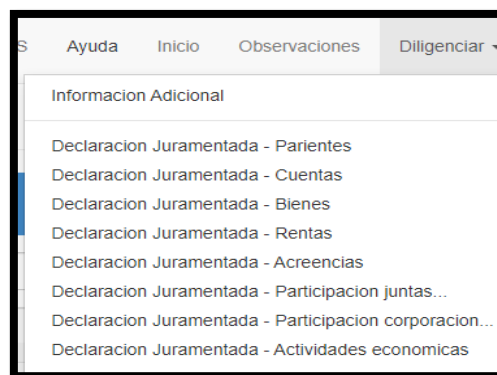 S Ayuda Inicio Observaciones Diligenciar
Informacion Adicional
Declaracion Juramentada - Parientes
Declaracion Juramentada - Cuentas
Declaracion Juramentada - Bienes
Declaracion Juramentada - Rentas
Declaracion Juramentada - Acreencias
Declaracion Juramentada - Participacion juntas...
Declaracion Juramentada - Participacion corporacion...
Declaracion Juramentada - Actividades economicas